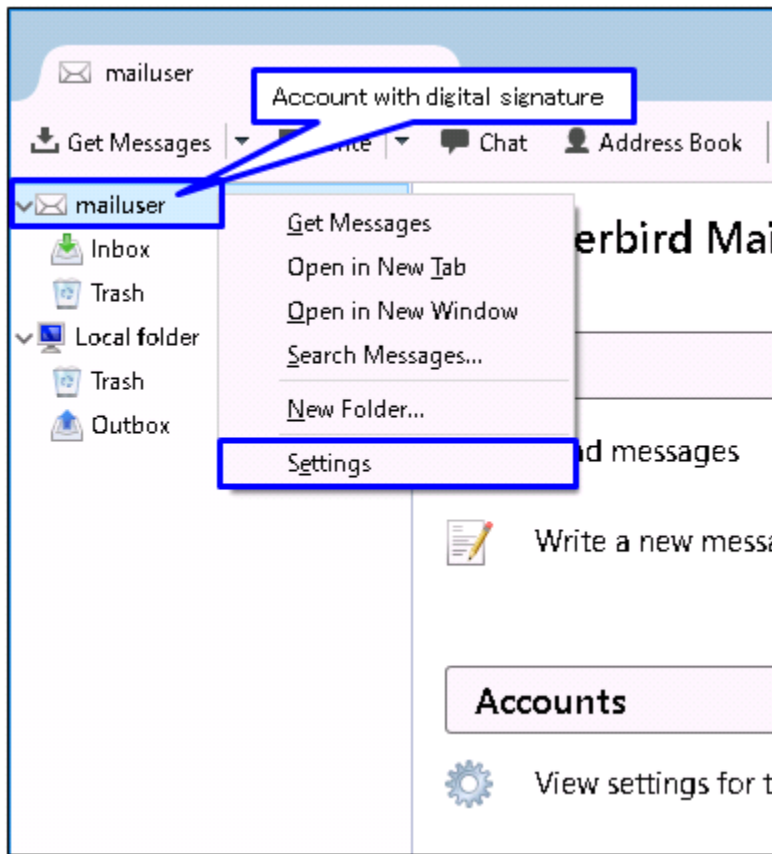 mailuser
Account with digital signature
Get Messages
Chat
Address Book
mailuser
Inbox
Trash
Local folder
Trash
Outbox
Get Messages
Open in New Tab
Open in New Window
Search Messages...
New Folder...
Settings
erbird Mai
d messages
Write a new messa
Accounts
View settings for t